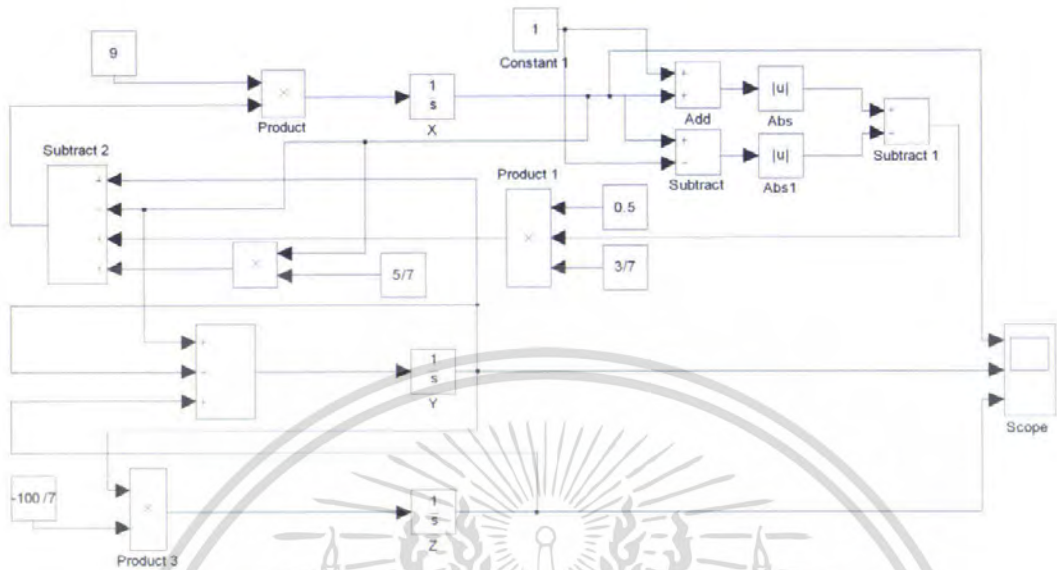 9
1
Constant 1
×
Product
1
s
X
+
+
Add
|u|
Abs
+
−
Subtract
|u|
Abs1
+
−
Subtract 1
Subtract 2
Product 1
×
0.5
3/7
×
5/7
+
−
+
1
s
Y
Scope
-100 /7
×
Product 3
1
s
Z